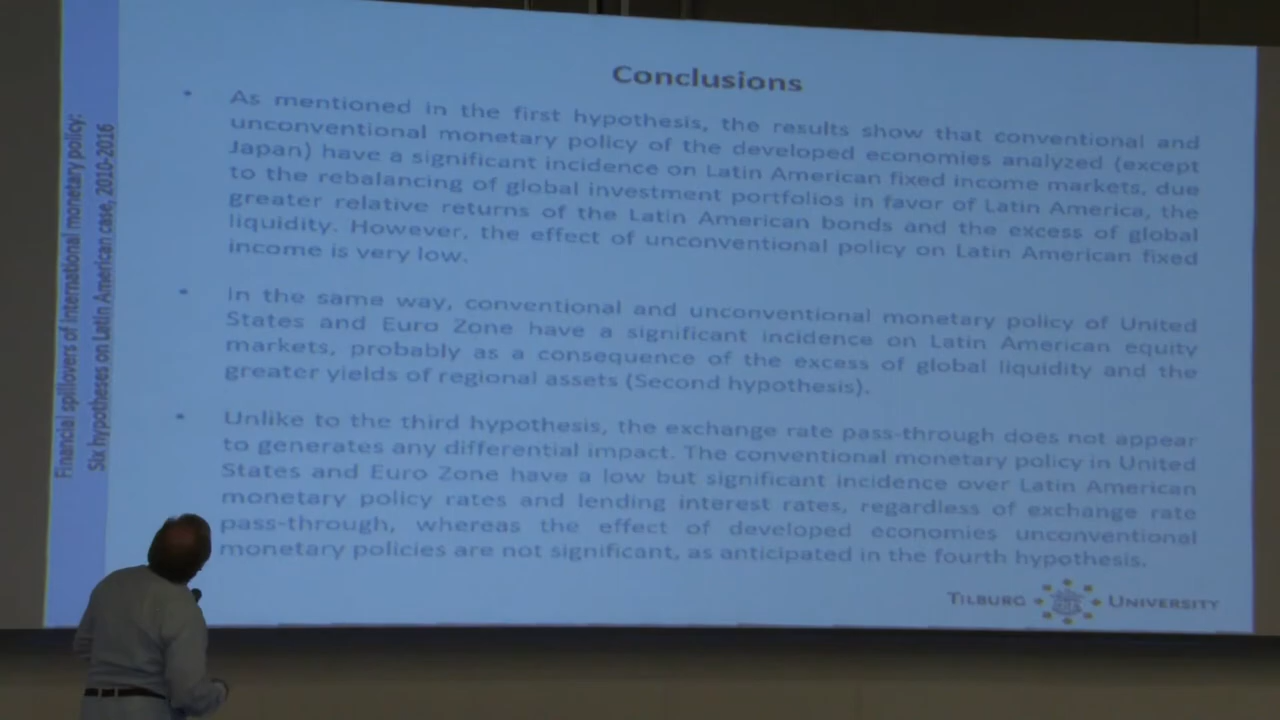 Financial spillovers of international monetary policy:
Six hypotheses on Latin American case, 2010-2016
Conclusions
• As mentioned in the first hypothesis, the results show that conventional and
unconventional monetary policy of the developed economies analyzed (except
Japan) have a significant incidence on Latin American fixed income markets, due
to the rebalancing of global investment portfolios in favor of Latin America, the
greater relative returns of the Latin American bonds and the excess of global
liquidity. However, the effect of unconventional policy on Latin American fixed
income is very low.
• In the same way, conventional and unconventional monetary policy of United
States and Euro Zone have a significant incidence on Latin American equity
markets, probably as a consequence of the excess of global liquidity and the
greater yields of regional assets (Second hypothesis).
• Unlike to the third hypothesis, the exchange rate pass-through does not appear
to generates any differential impact. The conventional monetary policy in United
States and Euro Zone have a low but significant incidence over Latin American
monetary policy rates and lending interest rates, regardless of exchange rate
pass-through, whereas the effect of developed economies unconventional
monetary policies are not significant, as anticipated in the fourth hypothesis.
TILBURG UNIVERSITY